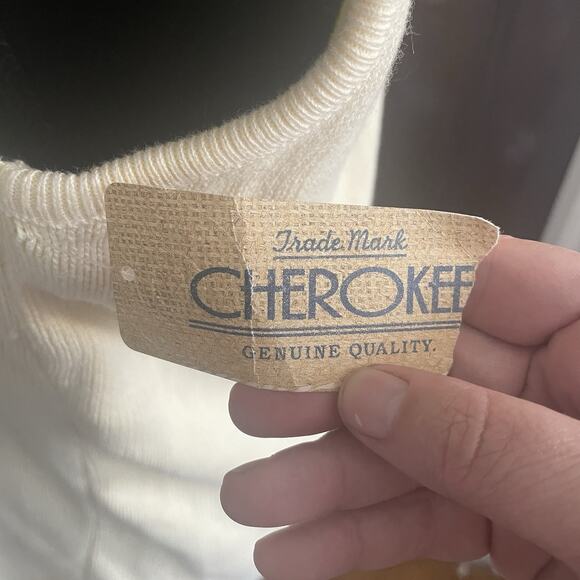 Trade Mark
CHEROKEE
GENUINE QUALITY.